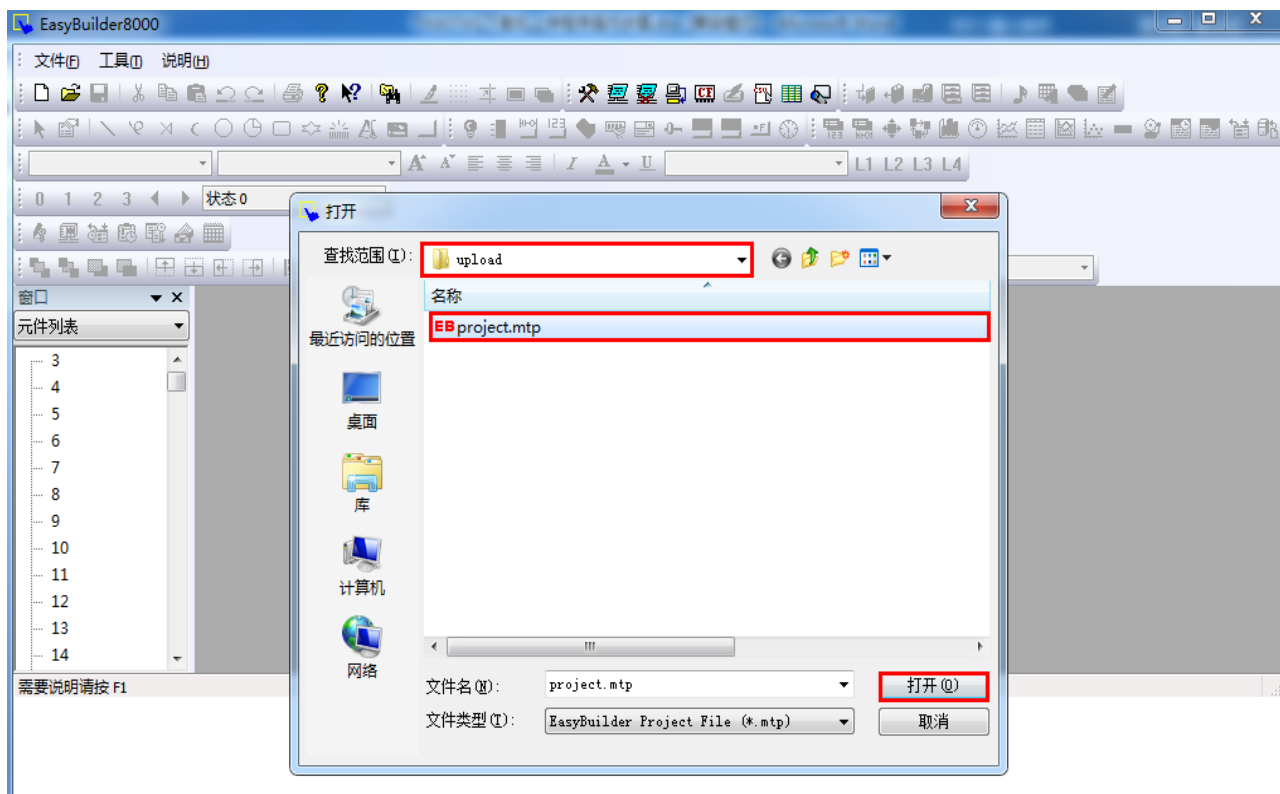 EasyBuilder8000
文件(F) 工具(T) 说明(H)
L1 L2 L3 L4
0 1 2 3 状态 0
打开
查找范围(I): upload
窗口
名称
元件列表
EB project.mtp
最近访问的位置
3
4
5
6
7
8
9
10
11
12
13
14
桌面
库
计算机
网络
文件名(N): project.mtp 打开(O)
需要说明请按 F1
文件类型(T): EasyBuilder Project File (*.mtp) 取消